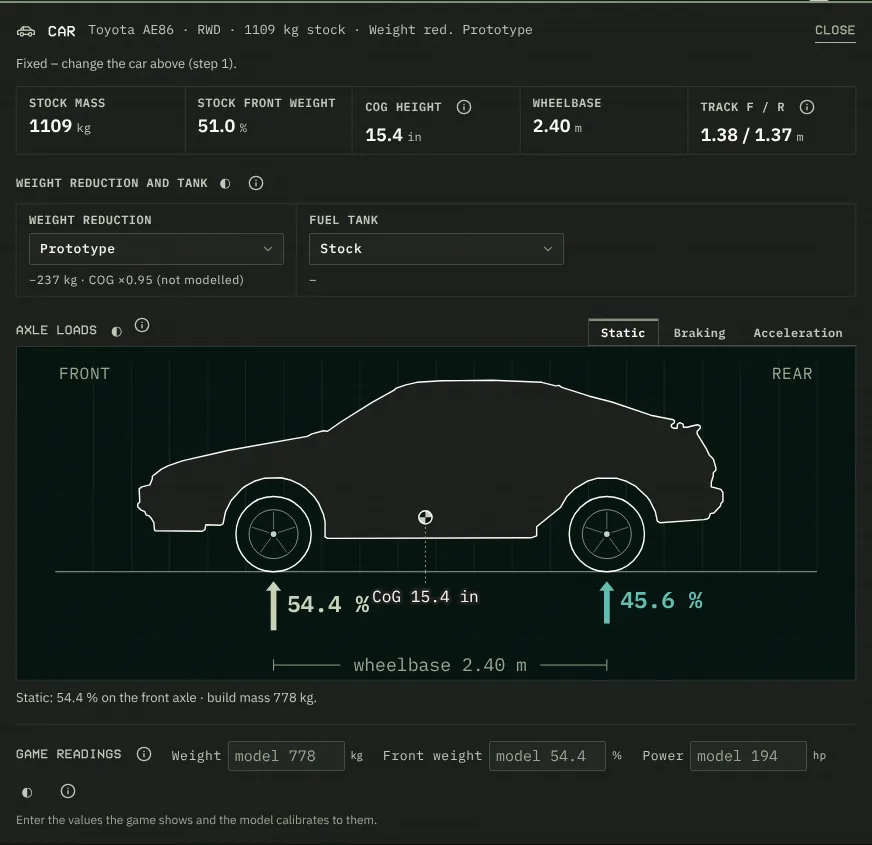 CAR Toyota AE86 · RWD · 1109 kg stock · Weight red. Prototype CLOSE
Fixed – change the car above (step 1).
STOCK MASS
1109 kg
STOCK FRONT WEIGHT
51.0 %
COG HEIGHT
15.4 in
WHEELBASE
2.40 m
TRACK F / R
1.38 / 1.37 m
WEIGHT REDUCTION AND TANK
WEIGHT REDUCTION
Prototype
−237 kg · COG ×0.95 (not modelled)
FUEL TANK
Stock
–
AXLE LOADS
Static Braking Acceleration
FRONT REAR
54.4 % CoG 15.4 in 45.6 %
wheelbase 2.40 m
Static: 54.4 % on the front axle · build mass 778 kg.
GAME READINGS Weight model 778 kg Front weight model 54.4 % Power model 194 hp
Enter the values the game shows and the model calibrates to them.